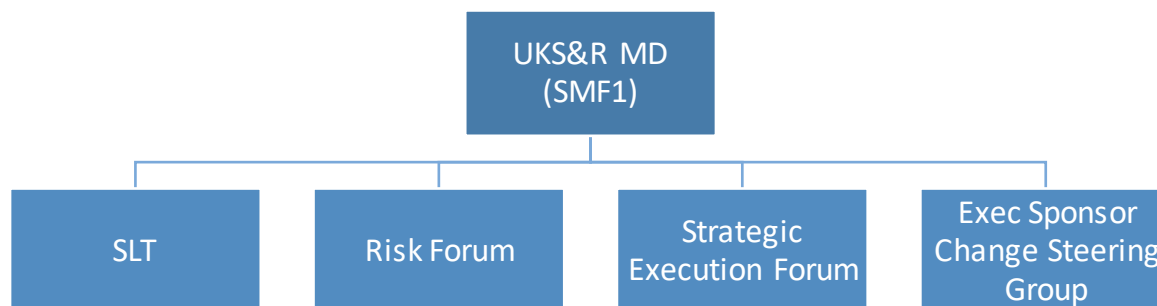 UKS&R MD
(SMF1)
SLT
Risk Forum
Strategic
Execution Forum
Exec Sponsor
Change Steering
Group